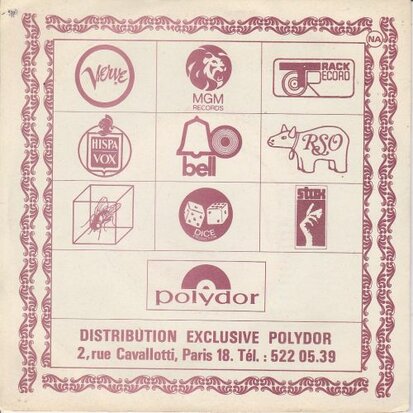 NA
Verve
MGM
RECORDS
TRACK
RECORD
HISPA
VOX
bell
RSO
DICE
polydor
DISTRIBUTION EXCLUSIVE POLYDOR
2, rue Cavallotti, Paris 18. Tél. : 522 05.39